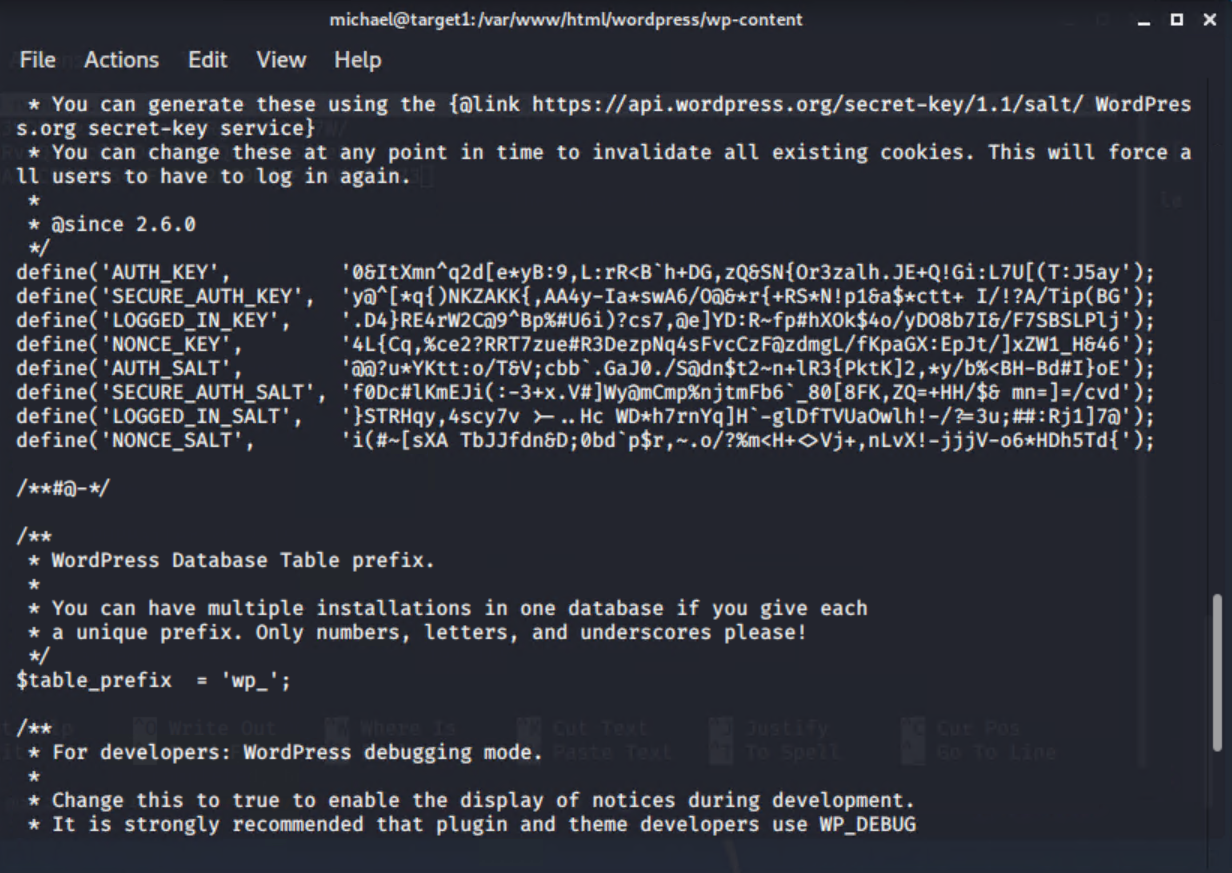 michael@target1:/var/www/html/wordpress/wp-content
File Actions Edit View Help
 * You can generate these using the {@link https://api.wordpress.org/secret-key/1.1/salt/ WordPres
s.org secret-key service}
 * You can change these at any point in time to invalidate all existing cookies. This will force a
ll users to have to log in again.
 *
 * @since 2.6.0
 */
define('AUTH_KEY',         '0&ItXmn^q2d[e*yB:9,L:rR<B`h+DG,zQ&SN{Or3zalh.JE+Q!Gi:L7U[(T:J5ay');
define('SECURE_AUTH_KEY',  'y@^[*q{)NKZAKK{,AA4y-Ia*swA6/O@&*r{+RS*N!p1&a$*ctt+ I/!?A/Tip(BG');
define('LOGGED_IN_KEY',    '.D4}RE4rW2C@9^Bp%#U6i)?cs7,@e]YD:R~fp#hXOk$4o/yDO8b7I&/F7SBSLPlj');
define('NONCE_KEY',        '4L{Cq,%ce2?RRT7zue#R3DezpNq4sFvcCzF@zdmgL/fKpaGX:EpJt/]xZW1_H&46');
define('AUTH_SALT',        '@@?u*YKtt:o/T&V;cbb`.GaJ0./S@dn$t2~n+lR3{PktK]2,*y/b%<BH-Bd#I}oE');
define('SECURE_AUTH_SALT', 'f0Dc#lKmEJi(:-3+x.V#]Wy@mCmp%njtmFb6`_80[8FK,ZQ=+HH/$& mn=]=/cvd');
define('LOGGED_IN_SALT',   '}STRHqy,4scy7v >-..Hc WD*h7rnYq]H`-glDfTVUaOwlh!-/?=3u;##:Rj1]7@');
define('NONCE_SALT',       'i(#~[sXA TbJJfdn&D;0bd`p$r,~.o/?%m<H+<>Vj+,nLvX!-jjjV-o6*HDh5Td{');
/**#@-*/
/**
 * WordPress Database Table prefix.
 *
 * You can have multiple installations in one database if you give each
 * a unique prefix. Only numbers, letters, and underscores please!
 */
$table_prefix  = 'wp_';
/**
 * For developers: WordPress debugging mode.
 *
 * Change this to true to enable the display of notices during development.
 * It is strongly recommended that plugin and theme developers use WP_DEBUG